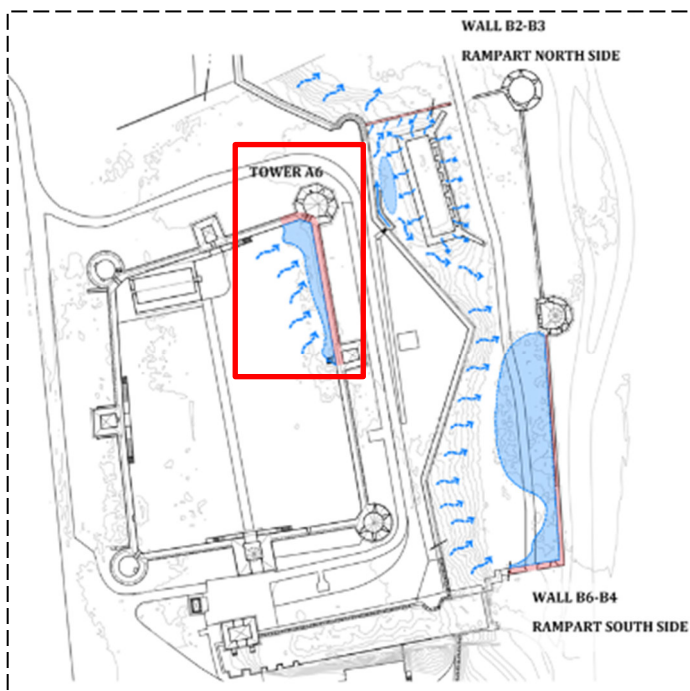 WALL B2-B3
RAMPART NORTH SIDE
TOWER A6
WALL B6-B4
RAMPART SOUTH SIDE